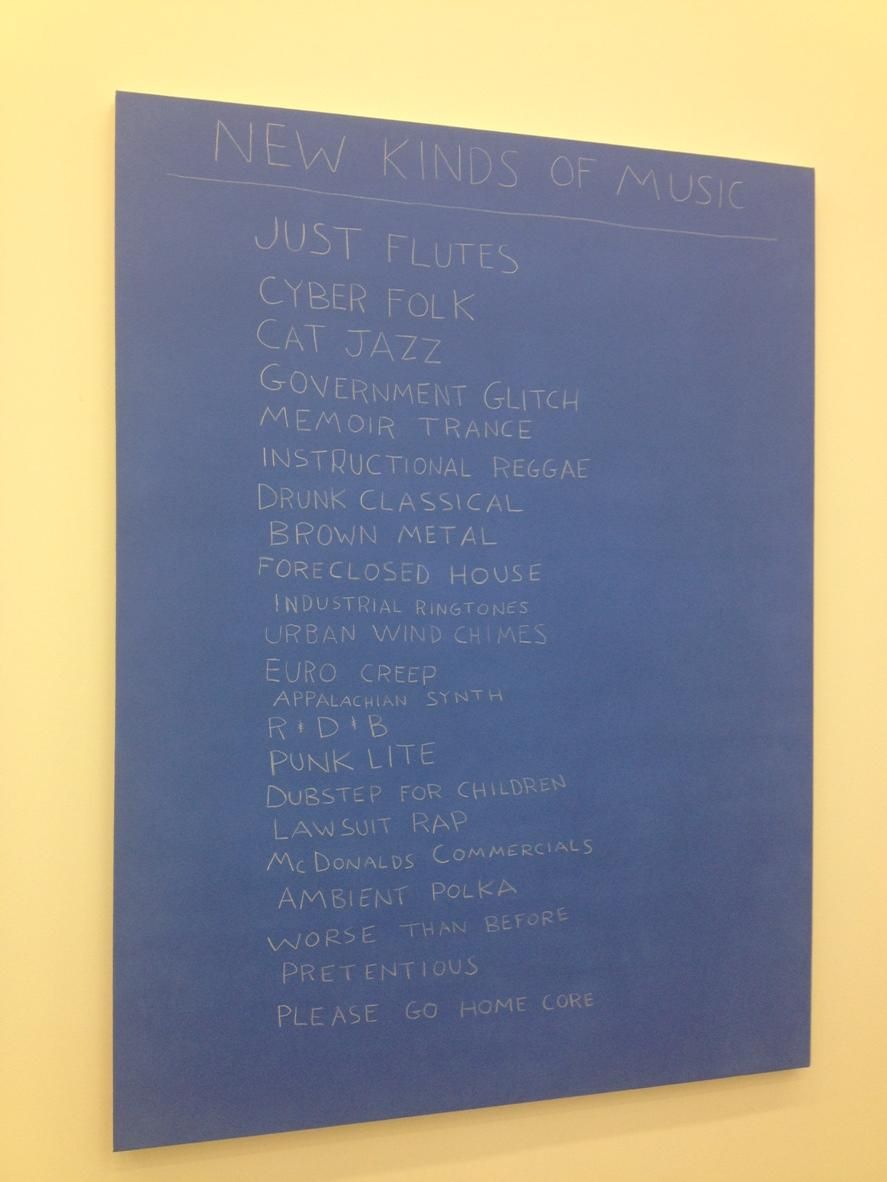 NEW KINDS OF MUSIC
JUST FLUTES
CYBER FOLK
CAT JAZZ
GOVERNMENT GLITCH
MEMOIR TRANCE
INSTRUCTIONAL REGGAE
DRUNK CLASSICAL
BROWN METAL
FORECLOSED HOUSE
INDUSTRIAL RINGTONES
URBAN WIND CHIMES
EURO CREEP
APPALACHIAN SYNTH
R & D & B
PUNK LITE
DUBSTEP FOR CHILDREN
LAWSUIT RAP
McDONALDS COMMERCIALS
AMBIENT POLKA
WORSE THAN BEFORE
PRETENTIOUS
PLEASE GO HOME CORE